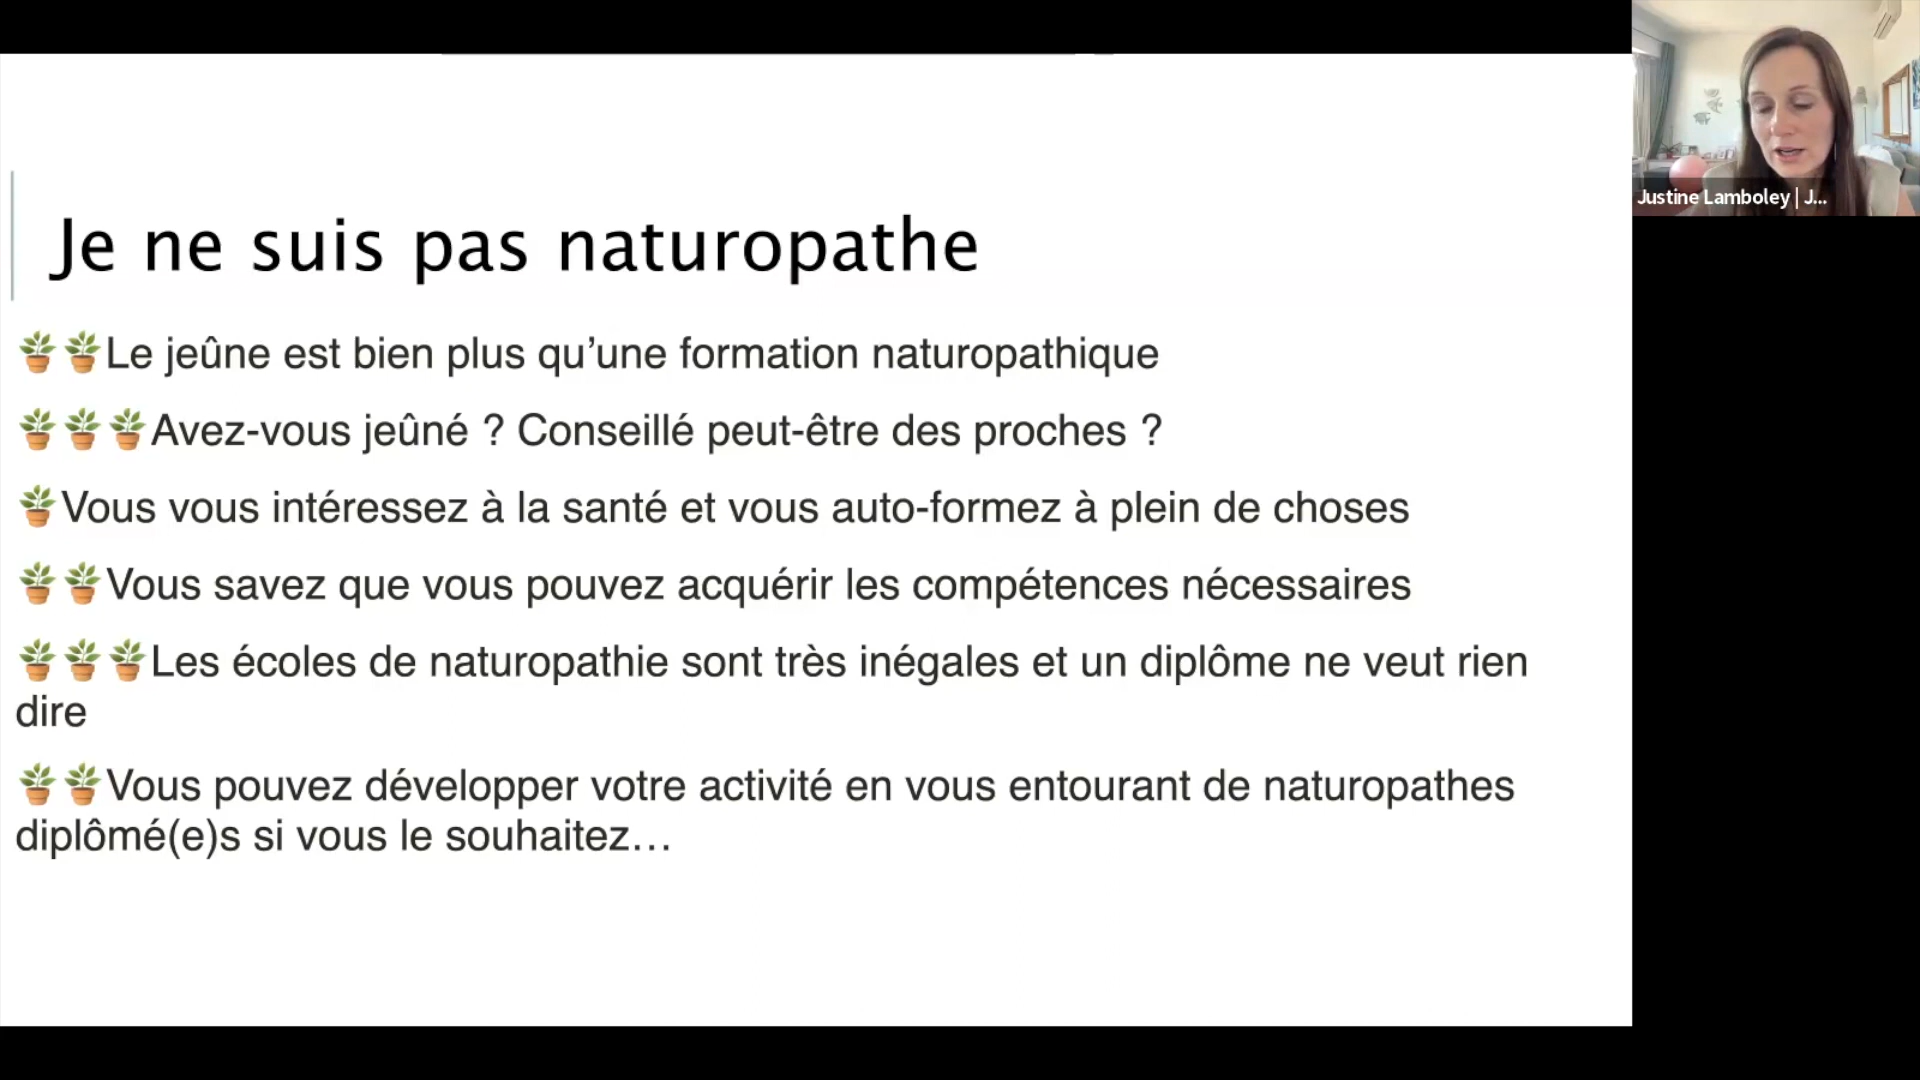 Je ne suis pas naturopathe
🪴🪴Le jeûne est bien plus qu’une formation naturopathique
🪴🪴🪴Avez-vous jeûné ? Conseillé peut-être des proches ?
🪴Vous vous intéressez à la santé et vous auto-formez à plein de choses
🪴🪴Vous savez que vous pouvez acquérir les compétences nécessaires
🪴🪴🪴Les écoles de naturopathie sont très inégales et un diplôme ne veut rien
dire
🪴🪴Vous pouvez développer votre activité en vous entourant de naturopathes
diplômé(e)s si vous le souhaitez…
Justine Lamboley | J...